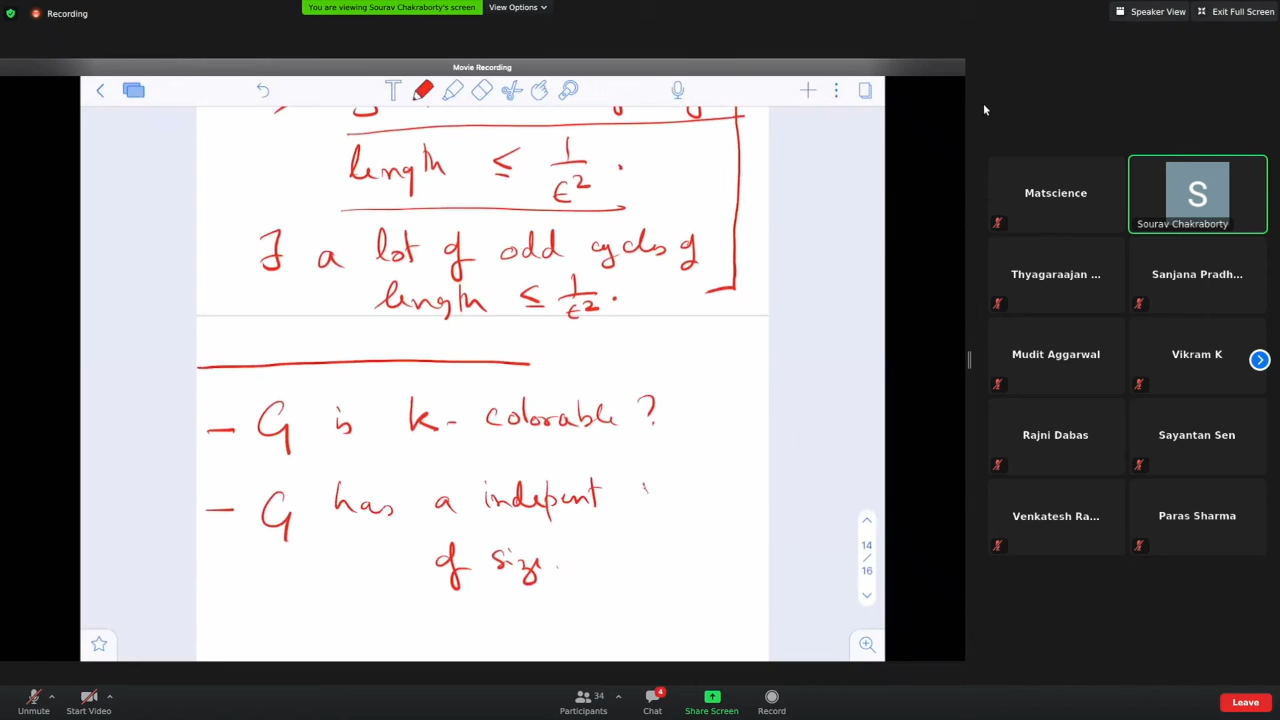 Recording
You are viewing Sourav Chakraborty's screen
View Options
Speaker View
Exit Full Screen
Movie Recording
length ≤ 1/ϵ².
∃ a lot of odd cycles of
length ≤ 1/ϵ².
- G is k-colorable?
- G has a indepent
of size
14
/
16
Matscience
S
Sourav Chakraborty
Thyagaraajan ...
Sanjana Pradh...
Mudit Aggarwal
Vikram K
Rajni Dabas
Sayantan Sen
Venkatesh Ra...
Paras Sharma
Unmute
Start Video
34
Participants
4
Chat
Share Screen
Record
Leave